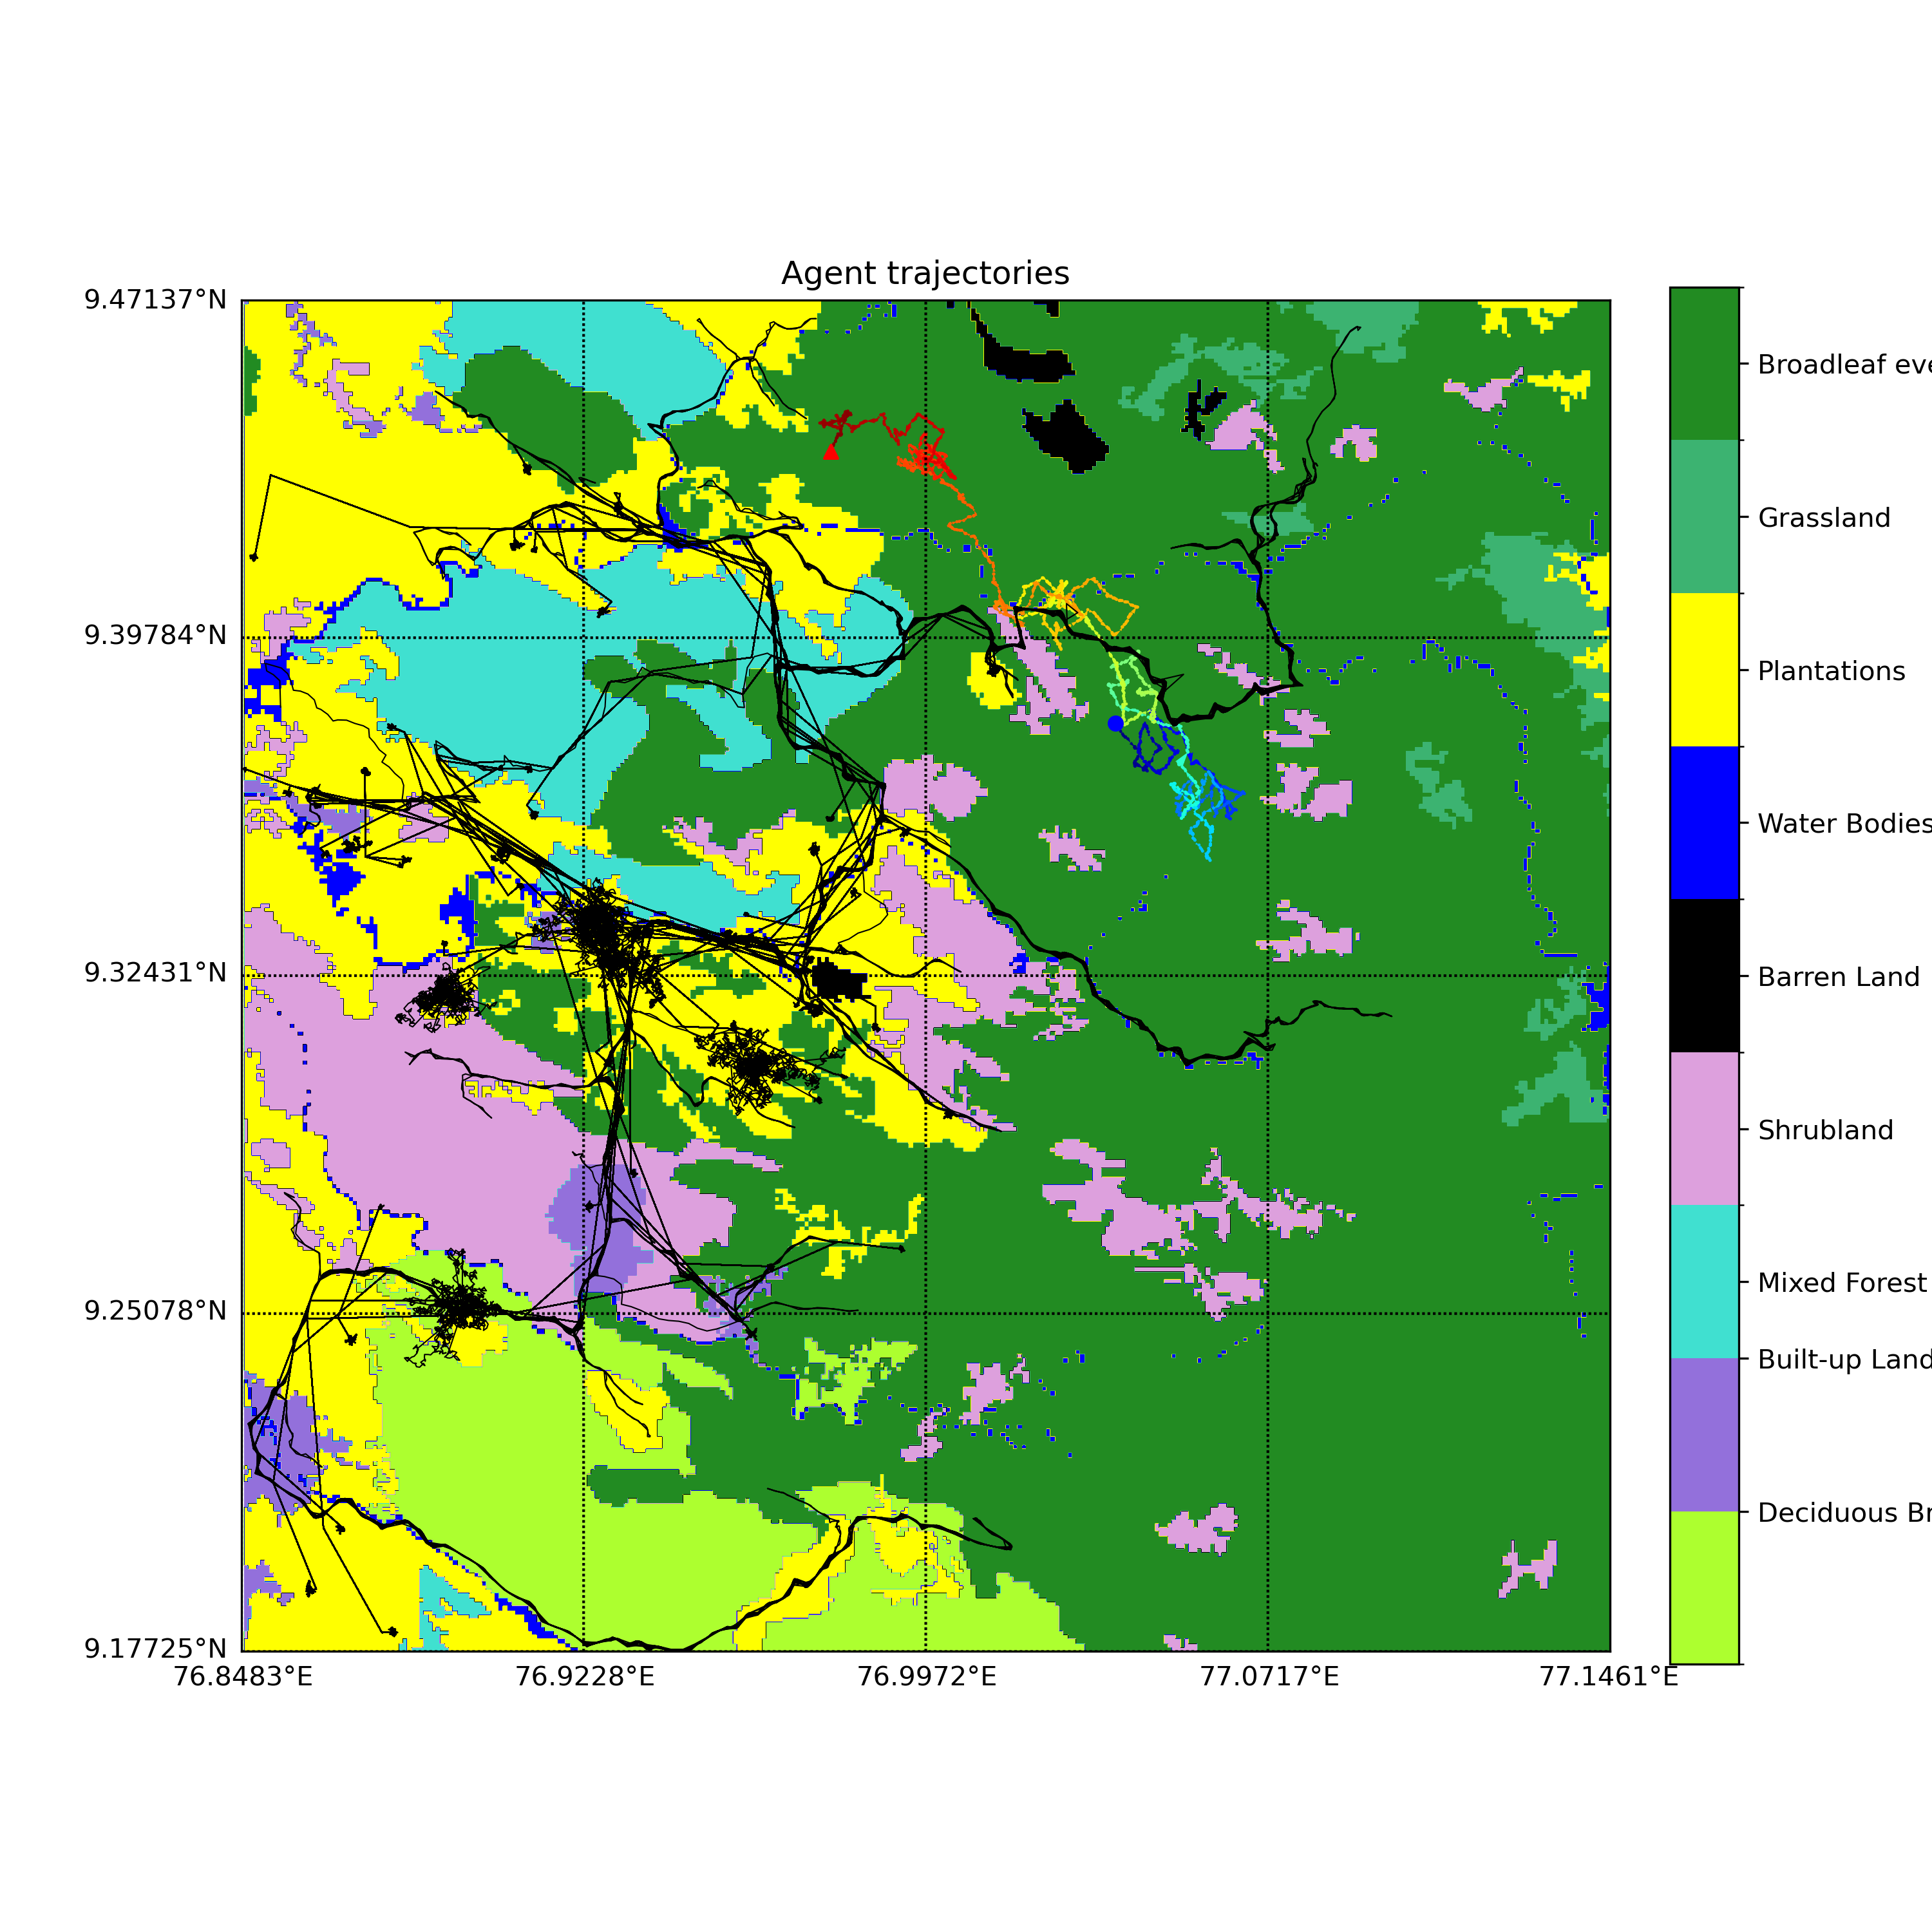 Agent trajectories
9.47137°N
9.39784°N
9.32431°N
9.25078°N
9.17725°N
76.8483°E
76.9228°E
76.9972°E
77.0717°E
77.1461°E
Broadleaf eve
Grassland
Plantations
Water Bodies
Barren Land
Shrubland
Mixed Forest
Built-up Land
Deciduous Br